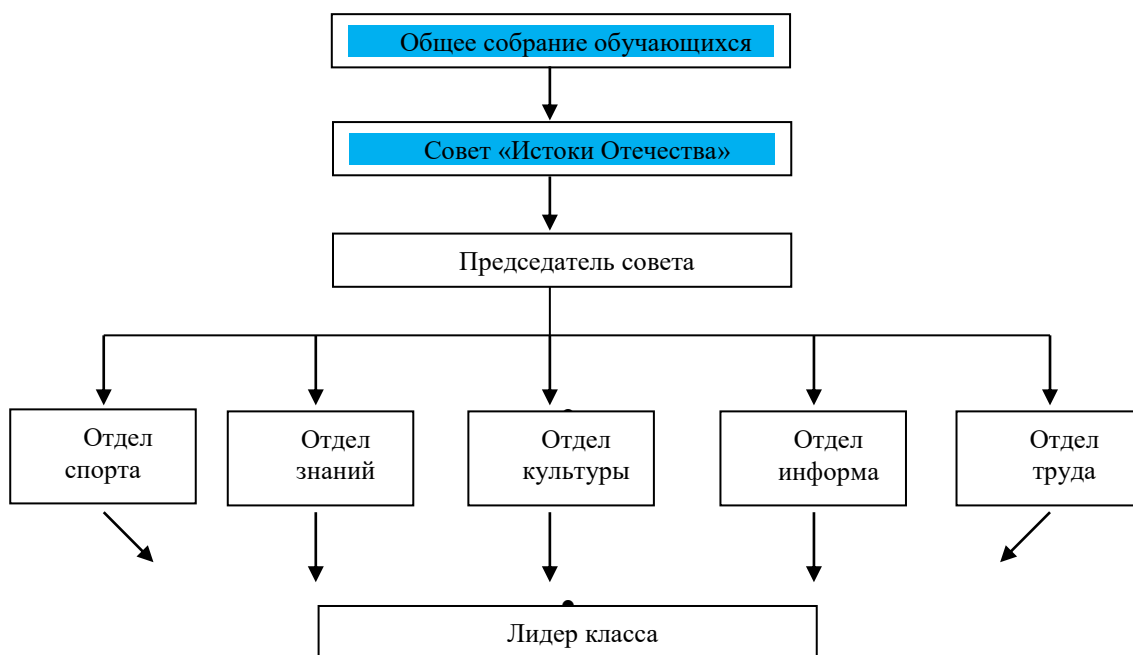 Общее собрание обучающихся
Совет «Истоки Отечества»
Председатель совета
Отдел
спорта
Отдел
знаний
Отдел
культуры
Отдел
информа
Отдел
труда
Лидер класса